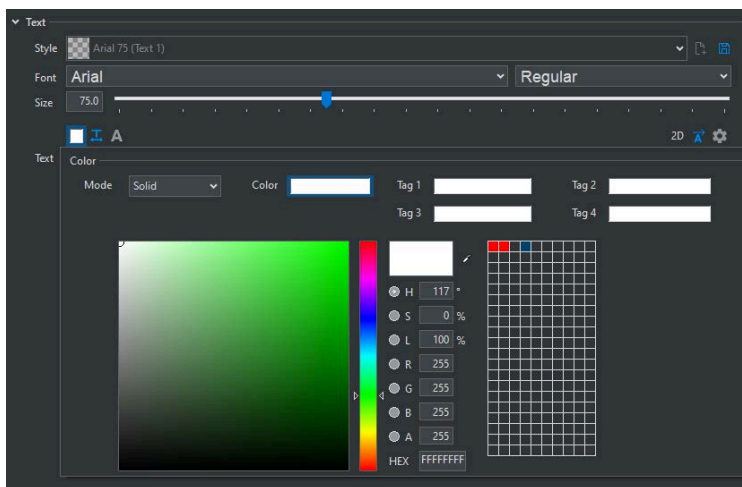 Text
Style Arial 75 (Text 1)
Font Arial Regular
Size 75.0
A 2D A
Text Color
Mode Solid Color Tag 1 Tag 2
Tag 3 Tag 4
H 117 °
S 0 %
L 100 %
R 255
G 255
B 255
A 255
HEX FFFFFFFF